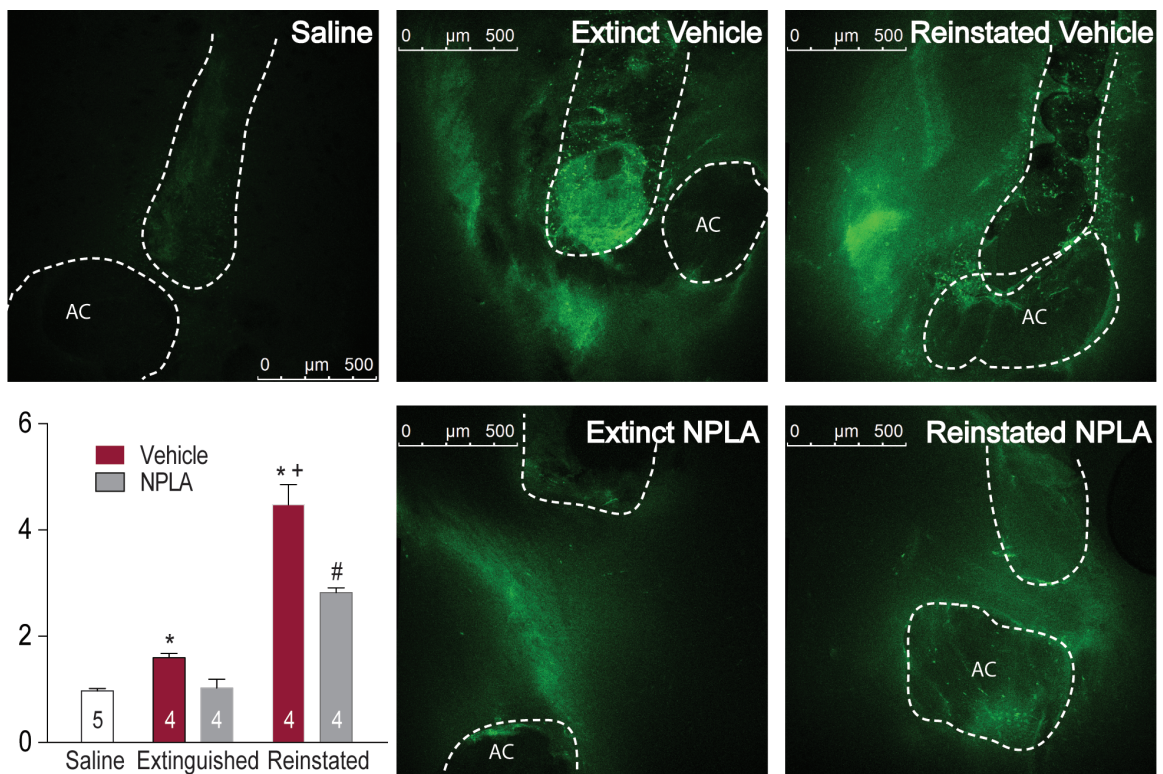 Saline
AC
0 µm 500
0 µm 500
Extinct Vehicle
AC
0 µm 500
Reinstated Vehicle
AC
6
4
2
0
Vehicle
NPLA
* +
#
*
5
4
4
4
4
Saline Extinguished Reinstated
0 µm 500
Extinct NPLA
AC
0 µm 500
Reinstated NPLA
AC